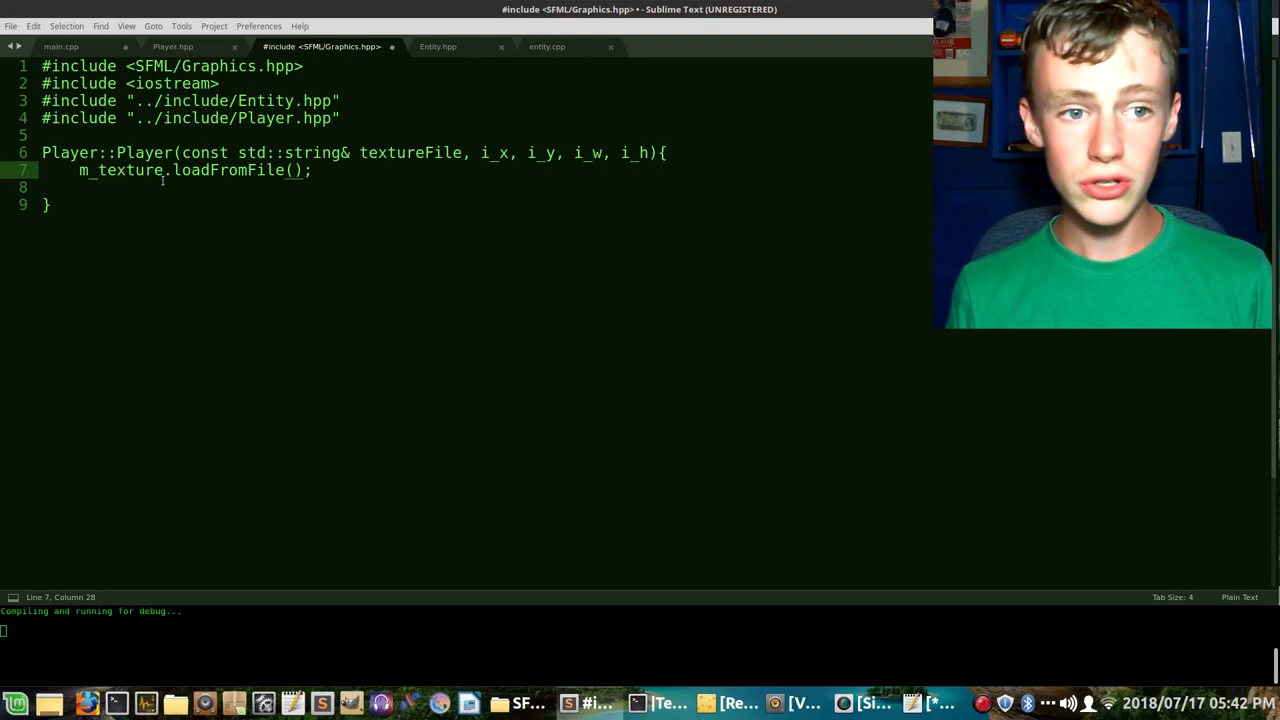 #include <SFML/Graphics.hpp> • - Sublime Text (UNREGISTERED)
File Edit Selection Find View Goto Tools Project Preferences Help
main.cpp Player.hpp #include <SFML/Graphics.hpp> Entity.hpp entity.cpp
1 #include <SFML/Graphics.hpp>
2 #include <iostream>
3 #include "../include/Entity.hpp"
4 #include "../include/Player.hpp"
5
6 Player::Player(const std::string& textureFile, i_x, i_y, i_w, i_h){
7 m_texture.loadFromFile();
8
9 }
Line 7, Column 28 Tab Size: 4 Plain Text
Compiling and running for debug...
SF... #i... |Te... [Re... [V... [Si... [*... 2018/07/17 05:42 PM